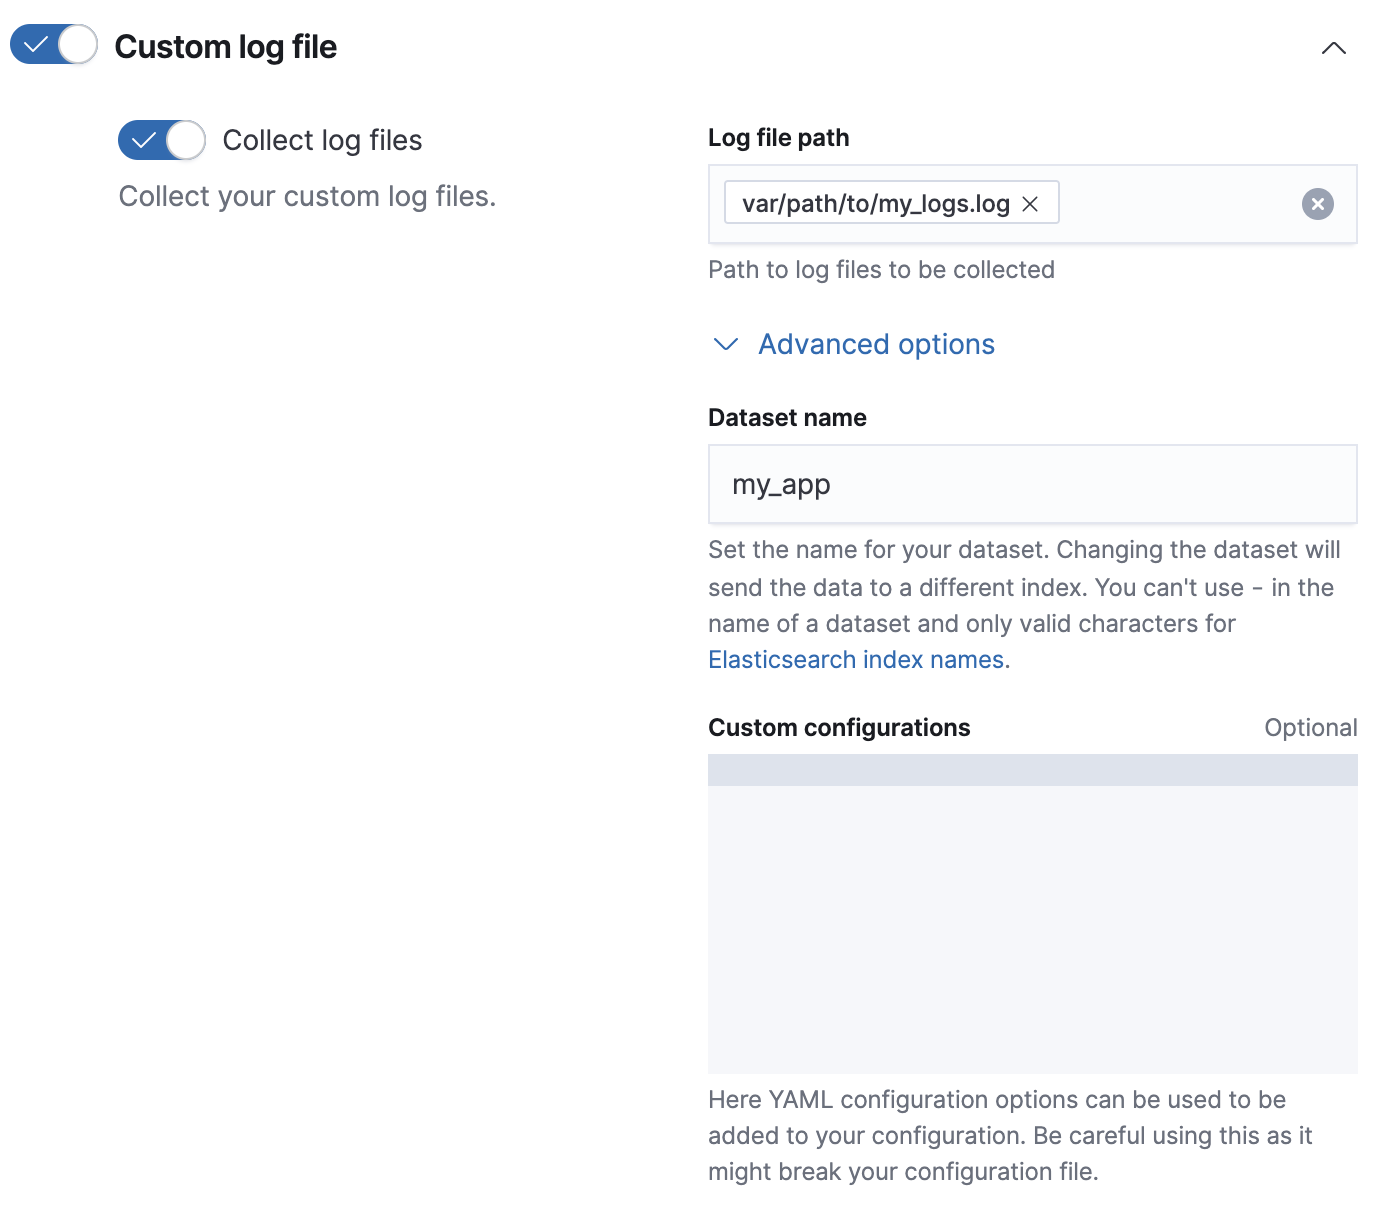 Custom log file
Collect log files
Collect your custom log files.
Log file path
var/path/to/my_logs.log
Path to log files to be collected
Advanced options
Dataset name
my_app
Set the name for your dataset. Changing the dataset will
send the data to a different index. You can't use - in the
name of a dataset and only valid characters for
Elasticsearch index names.
Custom configurations
Optional
Here YAML configuration options can be used to be
added to your configuration. Be careful using this as it
might break your configuration file.